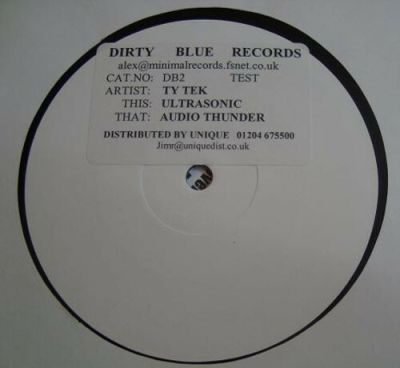 DIRTY BLUE RECORDS
alex@minimalrecords.fsnet.co.uk
CAT.NO: DB2 TEST
ARTIST: TY TEK
THIS: ULTRASONIC
THAT: AUDIO THUNDER
DISTRIBUTED BY UNIQUE 01204 675500
Jimr@uniquedist.co.uk